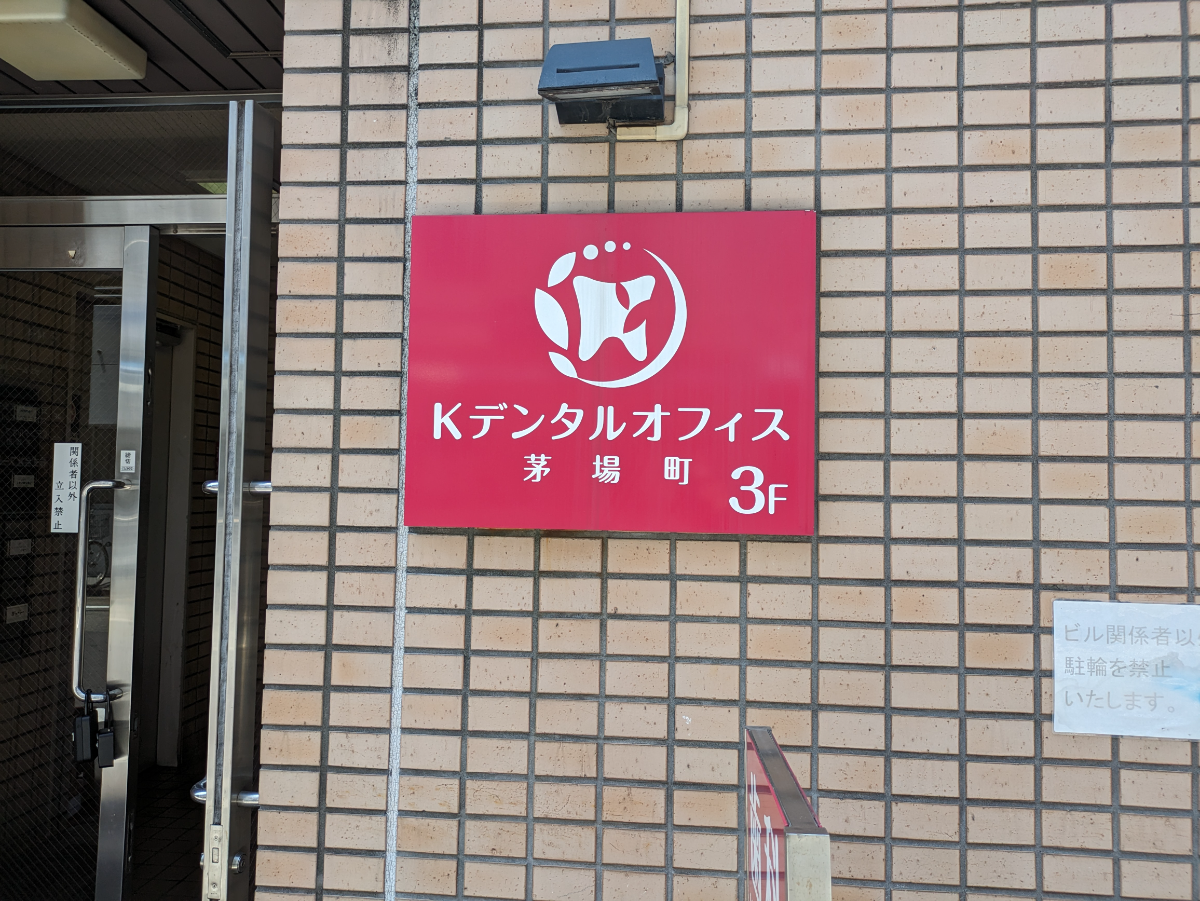 Kデンタルオフィス
茅場町
3F
関係者以外
立入禁止
ビル関係者以
駐輪を禁止
いたします。